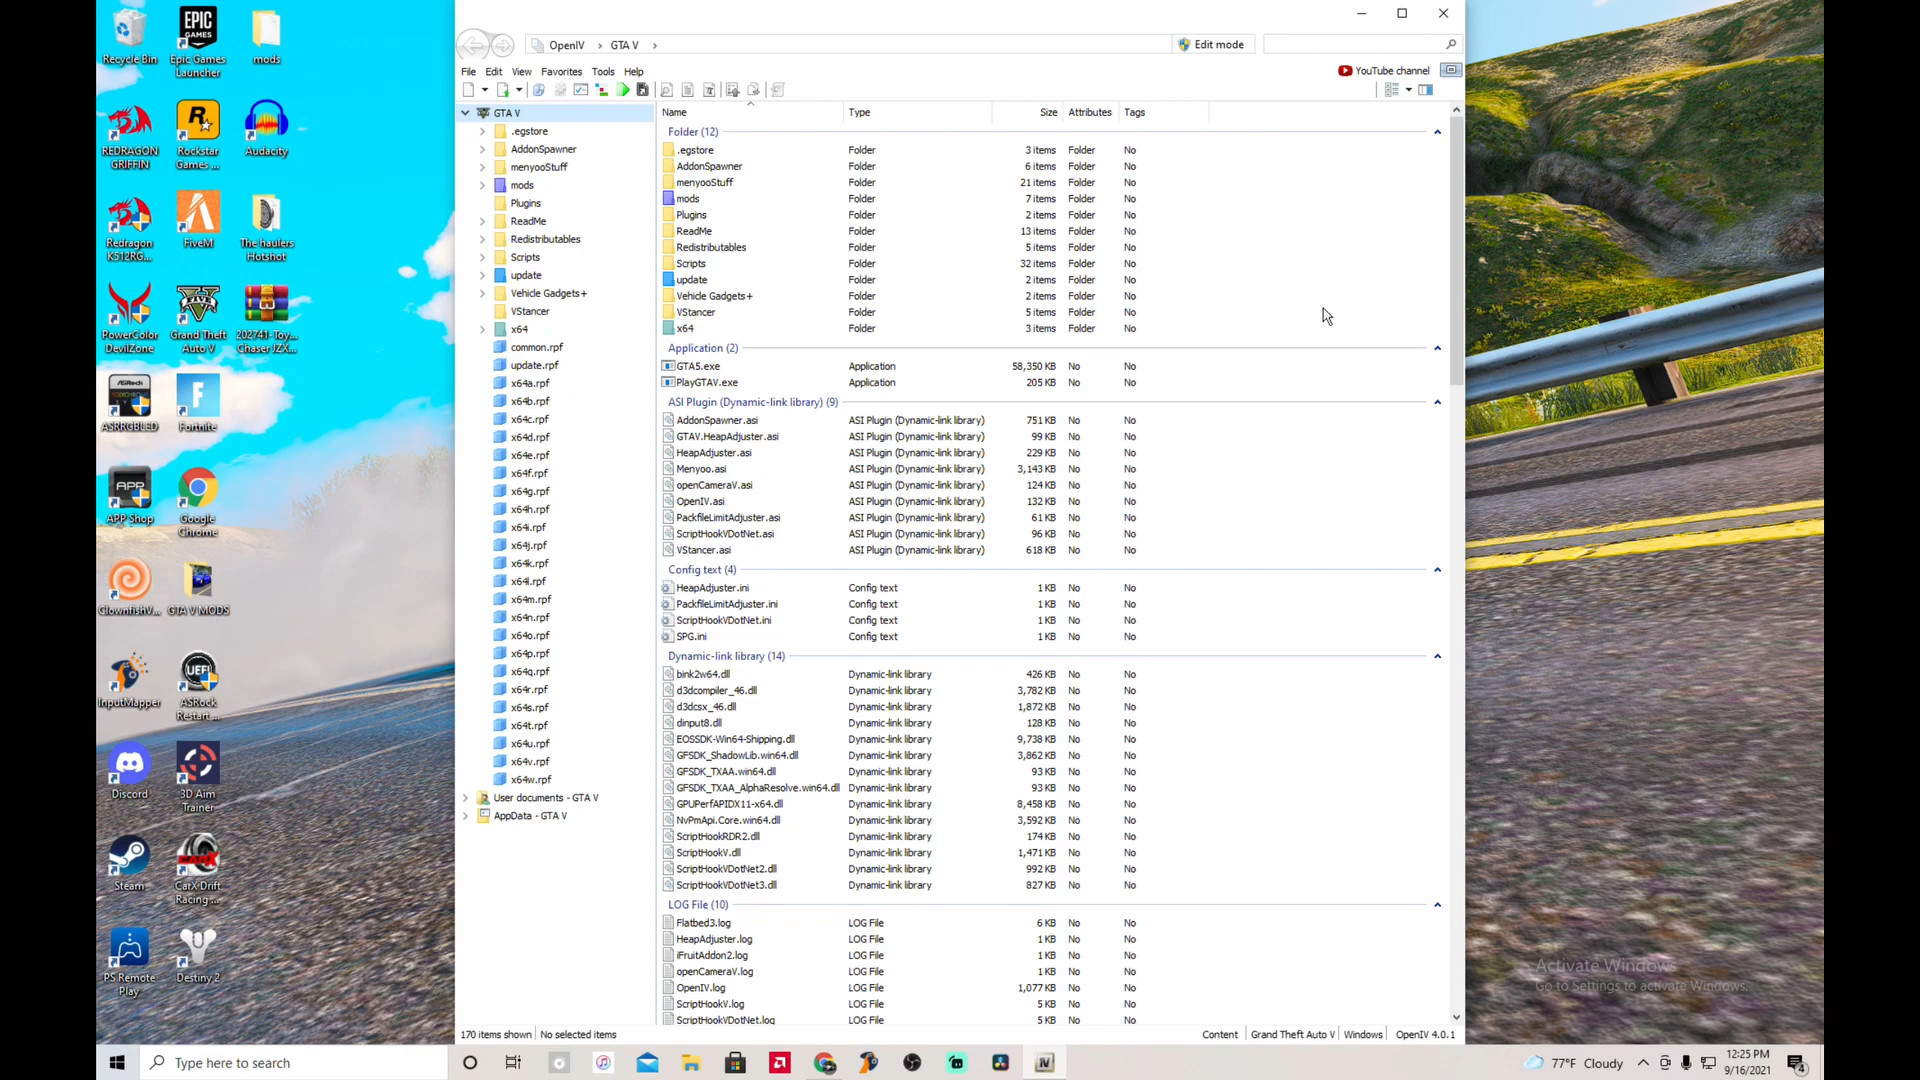 Recycle Bin
Epic Games
Launcher
mods
REDRAGON
GRIFFIN
Rockstar
Games ...
Audacity
Redragon
K512RG...
FiveM
The haulers
Hotshot
PowerColor
DevilZone
Grand Theft
Auto V
202741-Toy...
Chaser JZX...
ASRRGBLED
Fortnite
APP Shop
Google
Chrome
ClownfishV...
GTA V MODS
InputMapper
ASRock
Restart...
Discord
3D Aim
Trainer
Steam
CarX Drift
Racing ...
PS Remote
Play
Destiny 2
OpenIV > GTA V >
Edit mode
File Edit View Favorites Tools Help
YouTube channel
GTA V
.egstore
AddonSpawner
menyooStuff
mods
Plugins
ReadMe
Redistributables
Scripts
update
Vehicle Gadgets+
VStancer
x64
common.rpf
update.rpf
x64a.rpf
x64b.rpf
x64c.rpf
x64d.rpf
x64e.rpf
x64f.rpf
x64g.rpf
x64h.rpf
x64i.rpf
x64j.rpf
x64k.rpf
x64l.rpf
x64m.rpf
x64n.rpf
x64o.rpf
x64p.rpf
x64q.rpf
x64r.rpf
x64s.rpf
x64t.rpf
x64u.rpf
x64v.rpf
x64w.rpf
User documents - GTA V
AppData - GTA V
Name Type Size Attributes Tags
Folder (12)
.egstore Folder 3 items Folder No
AddonSpawner Folder 6 items Folder No
menyooStuff Folder 21 items Folder No
mods Folder 7 items Folder No
Plugins Folder 2 items Folder No
ReadMe Folder 13 items Folder No
Redistributables Folder 5 items Folder No
Scripts Folder 32 items Folder No
update Folder 2 items Folder No
Vehicle Gadgets+ Folder 2 items Folder No
VStancer Folder 5 items Folder No
x64 Folder 3 items Folder No
Application (2)
GTA5.exe Application 58,350 KB No No
PlayGTAV.exe Application 205 KB No No
ASI Plugin (Dynamic-link library) (9)
AddonSpawner.asi ASI Plugin (Dynamic-link library) 751 KB No No
GTAV.HeapAdjuster.asi ASI Plugin (Dynamic-link library) 99 KB No No
HeapAdjuster.asi ASI Plugin (Dynamic-link library) 229 KB No No
Menyoo.asi ASI Plugin (Dynamic-link library) 3,143 KB No No
openCameraV.asi ASI Plugin (Dynamic-link library) 124 KB No No
OpenIV.asi ASI Plugin (Dynamic-link library) 132 KB No No
PackfileLimitAdjuster.asi ASI Plugin (Dynamic-link library) 61 KB No No
ScriptHookVDotNet.asi ASI Plugin (Dynamic-link library) 96 KB No No
VStancer.asi ASI Plugin (Dynamic-link library) 618 KB No No
Config text (4)
HeapAdjuster.ini Config text 1 KB No No
PackfileLimitAdjuster.ini Config text 1 KB No No
ScriptHookVDotNet.ini Config text 1 KB No No
SPG.ini Config text 1 KB No No
Dynamic-link library (14)
bink2w64.dll Dynamic-link library 426 KB No No
d3dcompiler_46.dll Dynamic-link library 3,782 KB No No
d3dcsx_46.dll Dynamic-link library 1,872 KB No No
dinput8.dll Dynamic-link library 128 KB No No
EOSSDK-Win64-Shipping.dll Dynamic-link library 9,738 KB No No
GFSDK_ShadowLib.win64.dll Dynamic-link library 3,862 KB No No
GFSDK_TXAA.win64.dll Dynamic-link library 93 KB No No
GFSDK_TXAA_AlphaResolve.win64.dll Dynamic-link library 93 KB No No
GPUPerfAPIDX11-x64.dll Dynamic-link library 8,458 KB No No
NvPmApi.Core.win64.dll Dynamic-link library 3,592 KB No No
ScriptHookRDR2.dll Dynamic-link library 174 KB No No
ScriptHookV.dll Dynamic-link library 1,471 KB No No
ScriptHookVDotNet2.dll Dynamic-link library 992 KB No No
ScriptHookVDotNet3.dll Dynamic-link library 827 KB No No
LOG File (10)
Flatbed3.log LOG File 6 KB No No
HeapAdjuster.log LOG File 1 KB No No
iFruitAddon2.log LOG File 1 KB No No
openCameraV.log LOG File 1 KB No No
OpenIV.log LOG File 1,077 KB No No
ScriptHookV.log LOG File 5 KB No No
ScriptHookVDotNet.log LOG File 5 KB No No
170 items shown No selected items
Content Grand Theft Auto V Windows OpenIV 4.0.1
Activate Windows
Go to Settings to activate Windows.
Type here to search
77°F Cloudy
12:25 PM
9/16/2021
4